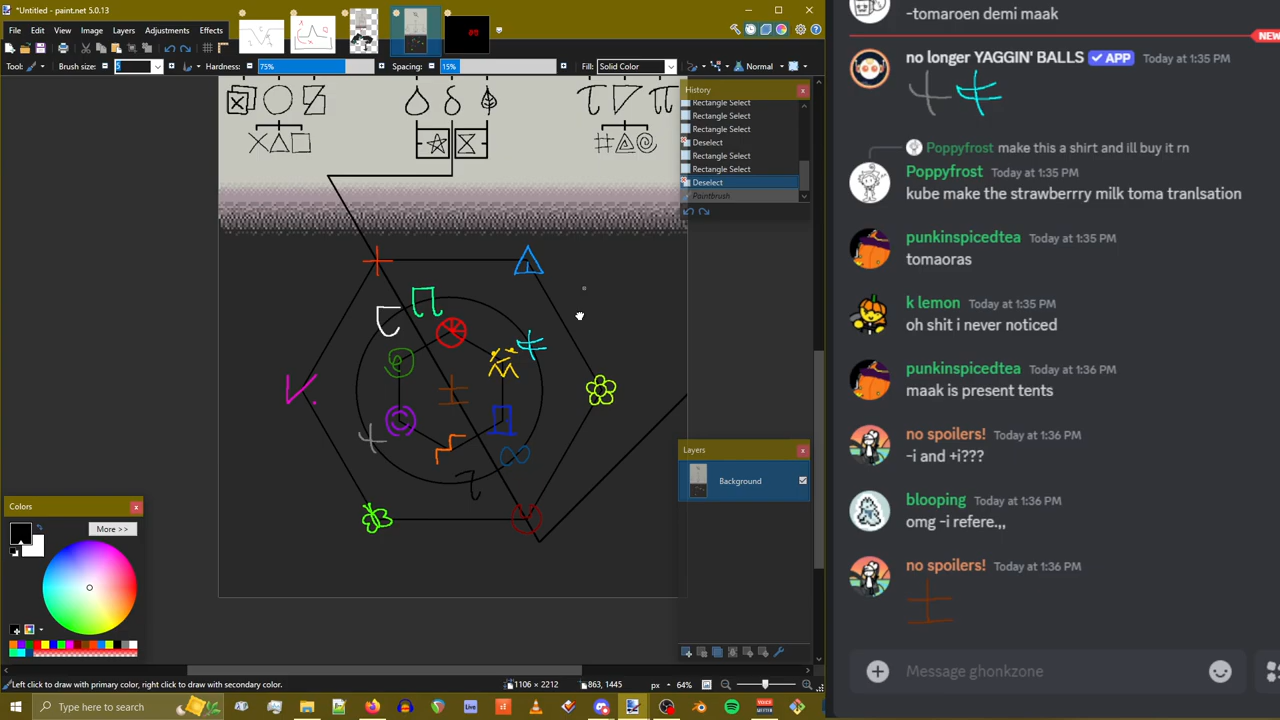 *Untitled - paint.net 5.0.13
File Edit View Image Layers Adjustments Effects
Tool: Brush size: 5 Hardness: 75% Spacing: 15% Fill: Solid Color Normal
History
Rectangle Select
Rectangle Select
Rectangle Select
Deselect
Rectangle Select
Rectangle Select
Deselect
Paintbrush
Layers
Background
Colors
More >>
Left click to draw with primary color, right click to draw with secondary color.
1106 × 2212
863, 1445
px
64%
Type here to search
-tomaroen demi maak
NEW
no longer YAGGIN' BALLS APP Today at 1:35 PM
Poppyfrost make this a shirt and ill buy it rn
Poppyfrost Today at 1:35 PM
kube make the strawberrry milk toma tranlsation
punkinspicedtea Today at 1:35 PM
tomaoras
k lemon Today at 1:35 PM
oh shit i never noticed
punkinspicedtea Today at 1:36 PM
maak is present tents
no spoilers! Today at 1:36 PM
-i and +i???
blooping Today at 1:36 PM
omg -i refere.,,
no spoilers! Today at 1:36 PM
Message ghonkzone